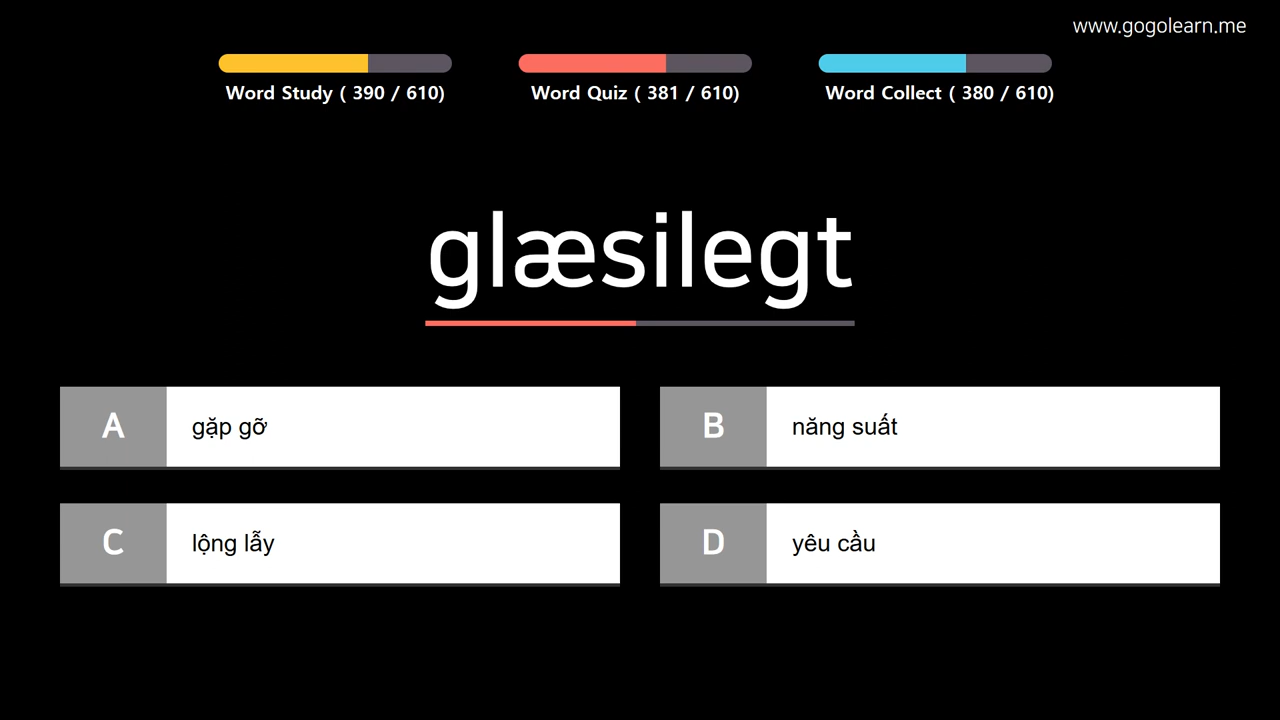 www.gogolearn.me
Word Study ( 390 / 610)
Word Quiz ( 381 / 610)
Word Collect ( 380 / 610)
glæsilegt
A gặp gỡ
B năng suất
C lộng lẫy
D yêu cầu